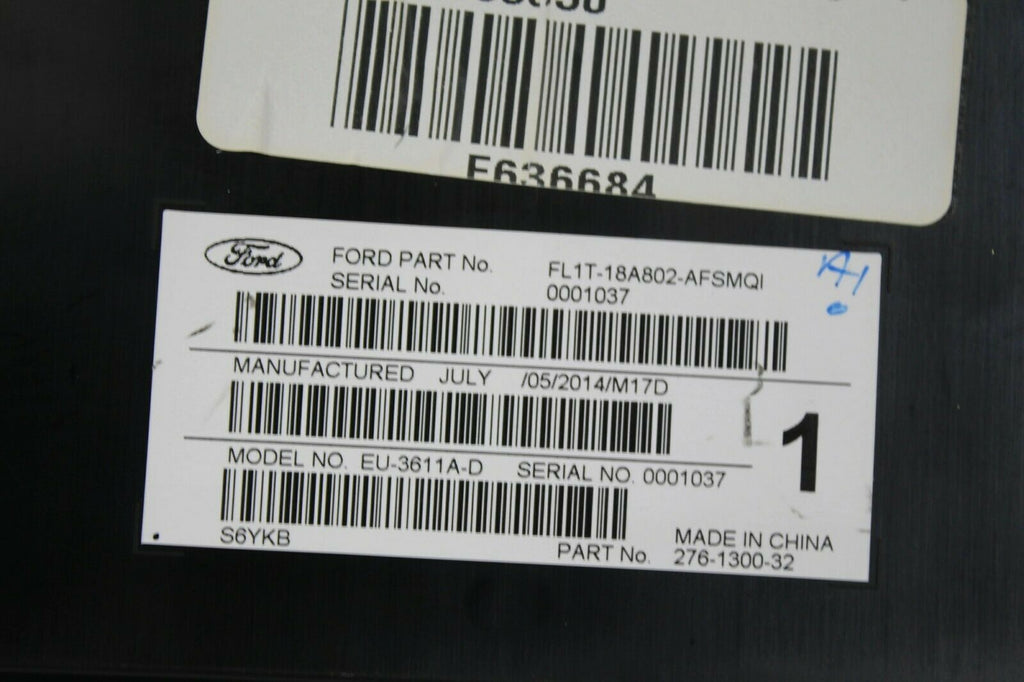 E636684
Ford
FORD PART No. FL1T-18A802-AFSMQI
SERIAL No. 0001037
A1
MANUFACTURED JULY /05/2014/M17D
1
MODEL NO. EU-3611A-D SERIAL NO. 0001037
S6YKB
MADE IN CHINA
PART No. 276-1300-32